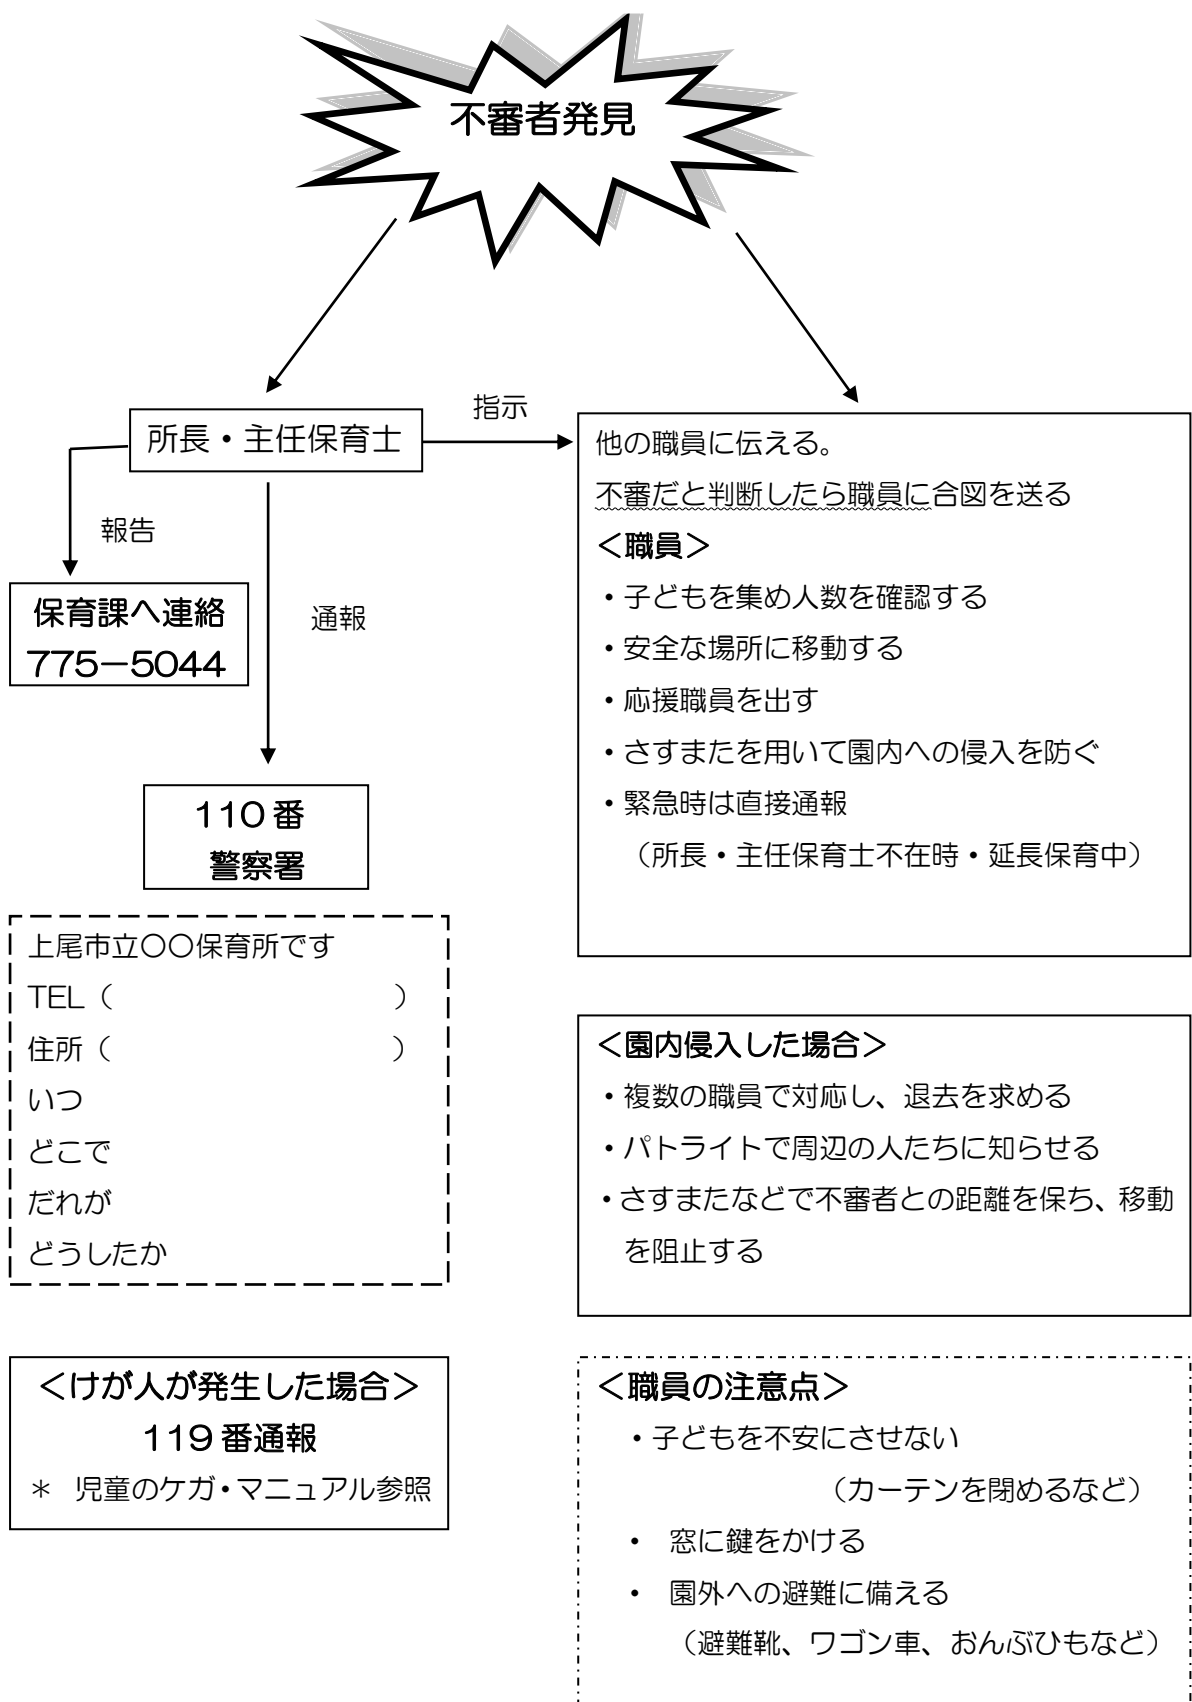 不審者発見
指示
所長・主任保育士
報告
通報
保育課へ連絡
775－5044
110番
警察署
上尾市立〇〇保育所です
TEL（　　　　　　　　　　）
住所（　　　　　　　　　　）
いつ
どこで
だれが
どうしたか
＜けが人が発生した場合＞
119番通報
＊　児童のケガ・マニュアル参照
他の職員に伝える。
不審だと判断したら職員に合図を送る
＜職員＞
・子どもを集め人数を確認する
・安全な場所に移動する
・応援職員を出す
・さすまたを用いて園内への侵入を防ぐ
・緊急時は直接通報
（所長・主任保育士不在時・延長保育中）
＜園内侵入した場合＞
・複数の職員で対応し、退去を求める
・パトライトで周辺の人たちに知らせる
・さすまたなどで不審者との距離を保ち、移動
を阻止する
＜職員の注意点＞
・子どもを不安にさせない
（カーテンを閉めるなど）
・　窓に鍵をかける
・　園外への避難に備える
（避難靴、ワゴン車、おんぶひもなど）